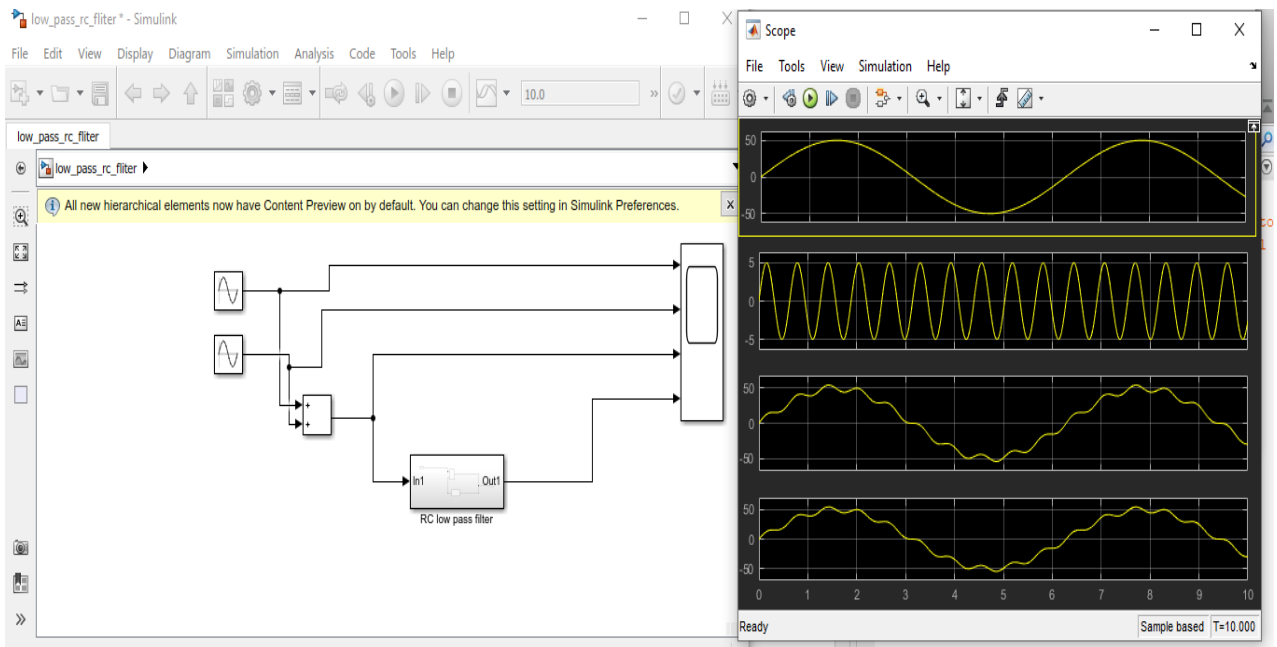 low_pass_rc_fliter * - Simulink
File Edit View Display Diagram Simulation Analysis Code Tools Help
10.0
»
low_pass_rc_fliter
low_pass_rc_fliter
All new hierarchical elements now have Content Preview on by default. You can change this setting in Simulink Preferences.
X
+
+
In1 Out1
RC low pass filter
A
»
Scope
File Tools View Simulation Help
50
0
-50
5
0
-5
50
0
-50
50
0
-50
0 1 2 3 4 5 6 7 8 9 10
Ready Sample based T=10.000